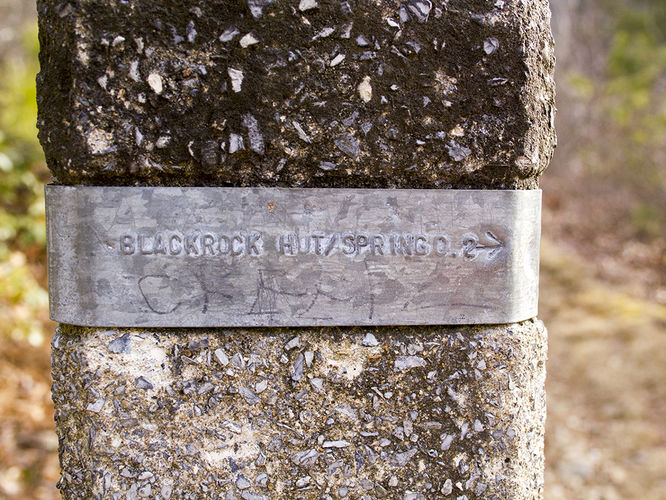 BLACKROCK HUT/SPRING 0.2→